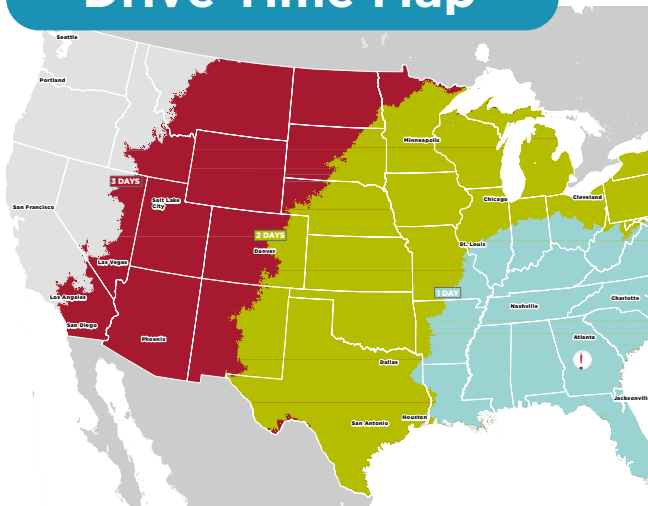 Drive Time Map
Seattle
Portland
Minneapolis
3 DAYS
Salt Lake
City
Chicago
Cleveland
San Francisco
2 DAYS
Denver
St. Louis
Las Vegas
Los Angeles
1 DAY
Nashville
Charlotte
San Diego
Phoenix
Atlanta
Dallas
!
Jacksonvill
Houston
San Antonio